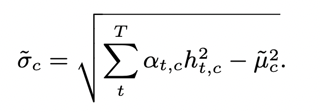 σ̃_c = √(∑_t^T α_{t,c} h_{t,c}^2 − μ̃_c^2).